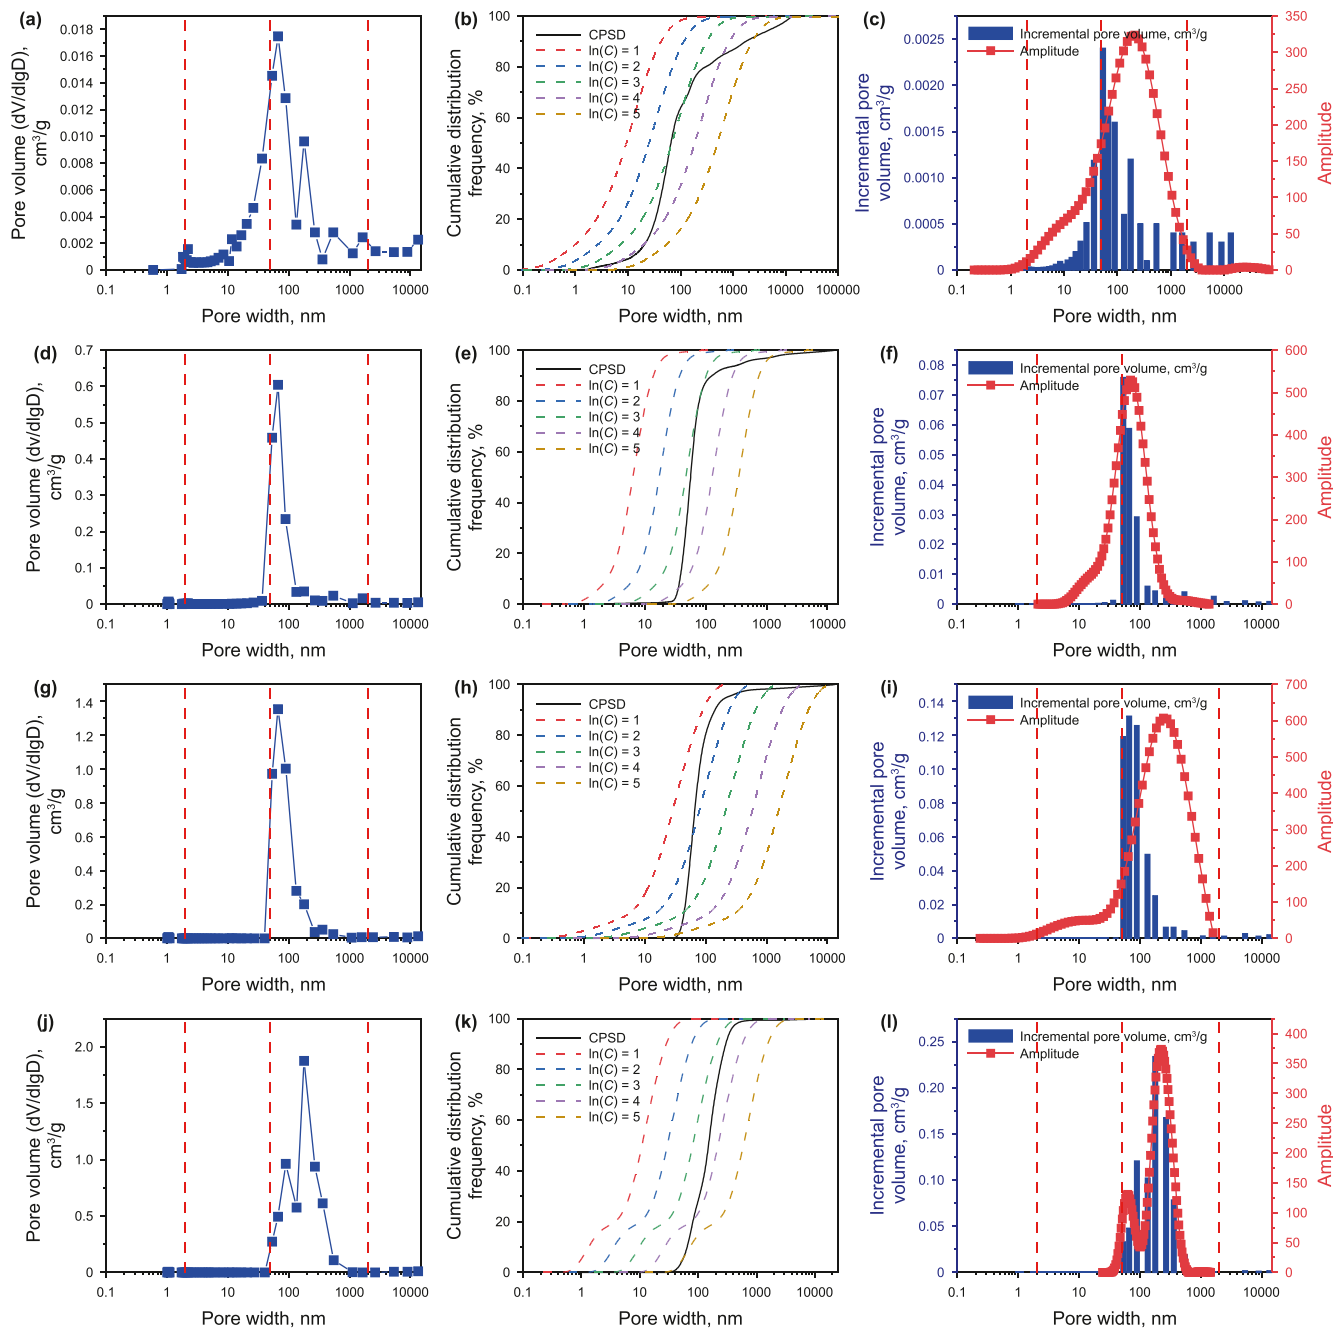 (a)
Pore volume (dV/dlgD),
cm³/g
0.018
0.016
0.014
0.012
0.010
0.008
0.006
0.004
0.002
0
0.1
1
10
100
1000
10000
Pore width, nm
(b)
Cumulative distribution
frequency, %
100
80
60
40
20
0
CPSD
ln(C) = 1
ln(C) = 2
ln(C) = 3
ln(C) = 4
ln(C) = 5
0.1
1
10
100
1000
10000
100000
Pore width, nm
(c)
Incremental pore
volume, cm³/g
0.0025
0.0020
0.0015
0.0010
0.0005
0
Incremental pore volume, cm³/g
Amplitude
350
300
250
200
150
100
50
0
Amplitude
0.1
1
10
100
1000
10000
Pore width, nm
(d)
Pore volume (dv/dlgD),
cm³/g
0.7
0.6
0.5
0.4
0.3
0.2
0.1
0
0.1
1
10
100
1000
10000
Pore width, nm
(e)
Cumulative distribution
frequency, %
100
80
60
40
20
0
CPSD
ln(C) = 1
ln(C) = 2
ln(C) = 3
ln(C) = 4
ln(C) = 5
0.1
1
10
100
1000
10000
Pore width, nm
(f)
Incremental pore
volume, cm³/g
0.08
0.07
0.06
0.05
0.04
0.03
0.02
0.01
0
Incremental pore volume, cm³/g
Amplitude
600
500
400
300
200
100
0
Amplitude
0.1
1
10
100
1000
10000
Pore width, nm
(g)
Pore volume (dV/dlgD),
cm³/g
1.4
1.2
1.0
0.8
0.6
0.4
0.2
0
0.1
1
10
100
1000
10000
Pore width, nm
(h)
Cumulative distribution
frequency, %
100
80
60
40
20
0
CPSD
ln(C) = 1
ln(C) = 2
ln(C) = 3
ln(C) = 4
ln(C) = 5
0.1
1
10
100
1000
10000
Pore width, nm
(i)
Incremental pore
volume, cm³/g
0.14
0.12
0.10
0.08
0.06
0.04
0.02
0
Incremental pore volume, cm³/g
Amplitude
700
600
500
400
300
200
100
0
Amplitude
0.1
1
10
100
1000
10000
Pore width, nm
(j)
Pore volume (dV/dlgD),
cm³/g
2.0
1.5
1.0
0.5
0
0.1
1
10
100
1000
10000
Pore width, nm
(k)
Cumulative distribution
frequency, %
100
80
60
40
20
0
CPSD
ln(C) = 1
ln(C) = 2
ln(C) = 3
ln(C) = 4
ln(C) = 5
0.1
1
10
100
1000
10000
Pore width, nm
(l)
Incremental pore
volume, cm³/g
0.25
0.20
0.15
0.10
0.05
0
Incremental pore volume, cm³/g
Amplitude
400
350
300
250
200
150
100
50
0
Amplitude
0.1
1
10
100
1000
10000
Pore width, nm